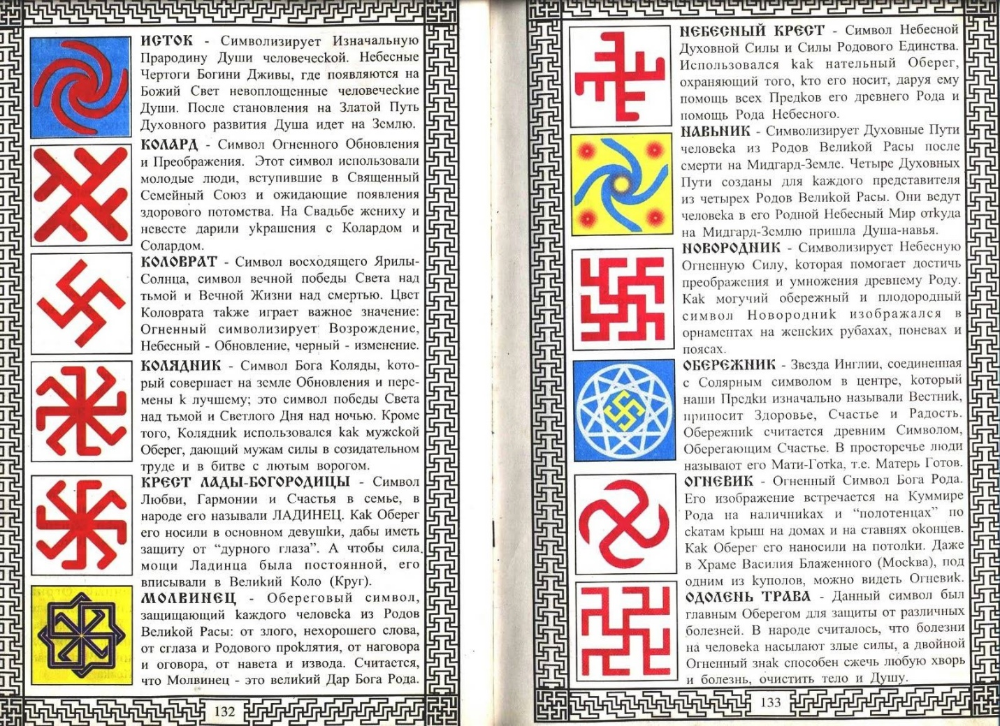 ИСТОК - Символизирует Изначальную
Прародину Души человеческой. Небесные
Чертоги Богини Дживы, где появляются на
Божий Свет невоплощенные человеческие
Души. После становления на Златой Путь
Духовного развития Душа идет на Землю.
КОЛАРД - Символ Огненного Обновления
и Преображения. Этот символ использовали
молодые люди, вступившие в Священный
Семейный Союз и ожидающие появления
здорового потомства. На Свадьбе жениху и
невесте дарили украшения с Колардом и
Солардом.
КОЛОВРАТ - Символ восходящего Ярилы-
Солнца, символ вечной победы Света над
тьмой и Вечной Жизни над смертью. Цвет
Коловрата также играет важное значение:
Огненный символизирует Возрождение,
Небесный - Обновление, черный - изменение.
КОЛЯДНИК - Символ Бога Коляды, кото-
рый совершает на земле Обновления и пере-
мены к лучшему; это символ победы Света
над тьмой и Светлого Дня над ночью. Кроме
того, Колядник использовался как мужской
Оберег, дающий мужам силы в созидательном
труде и в битве с лютым ворогом.
КРЕСТ ЛАДЫ-БОГОРОДИЦЫ - Символ
Любви, Гармонии и Счастья в семье, в
народе его называли ЛАДИНЕЦ. Как Оберег
его носили в основном девушки, дабы иметь
защиту от “дурного глаза”. А чтобы сила
мощи Ладинца была постоянной, его
вписывали в Великий Коло (Круг).
МОЛВИНЕЦ - Обереговый символ,
защищающий каждого человека из Родов
Великой Расы: от злого, нехорошего слова,
от сглаза и Родового проклятия, от наговора
и оговора, от навета и извода. Считается,
что Молвинец - это великий Дар Бога Рода.
132
НЕБЕСНЫЙ КРЕСТ - Символ Небесной
Духовной Силы и Силы Родового Единства.
Использовался как нательный Оберег,
охраняющий того, кто его носит, даруя ему
помощь всех Предков его древнего Рода и
помощь Рода Небесного.
НАВЬНИК - Символизирует Духовные Пути
человека из Родов Великой Расы после
смерти на Мидгард-Земле. Четыре Духовных
Пути созданы для каждого представителя
из четырех Родов Великой Расы. Они ведут
человека в его Родной Небесный Мир откуда
на Мидгард-Землю пришла Душа-навья.
НОВОРОДНИК - Символизирует Небесную
Огненную Силу, которая помогает достичь
преображения и умножения древнему Роду.
Как могучий обережный и плодородный
символ Новородник изображался в
орнаментах на женских рубахах, поневах и
поясах.
ОБЕРЕЖНИК - Звезда Инглии, соединенная
с Солярным символом в центре, который
наши Предки изначально называли Вестник,
приносит Здоровье, Счастье и Радость.
Обережник считается древним Символом,
Оберегающим Счастье. В просторечье люди
называют его Мати-Готка, т.е. Матерь Готов.
ОГНЕВИК - Огненный Символ Бога Рода.
Его изображение встречается на Куммире
Рода на наличниках и “полотенцах” по
скатам крыш на домах и на ставнях оконцев.
Как Оберег его наносили на потолки. Даже
в Храме Василия Блаженного (Москва), под
одним из куполов, можно видеть Огневик.
ОДОЛЕНЬ ТРАВА - Данный символ был
главным Оберегом для защиты от различных
болезней. В народе считалось, что болезни
на человека насылают злые силы, а двойной
Огненный знак способен сжечь любую хворь
и болезнь, очистить тело и Душу.
133